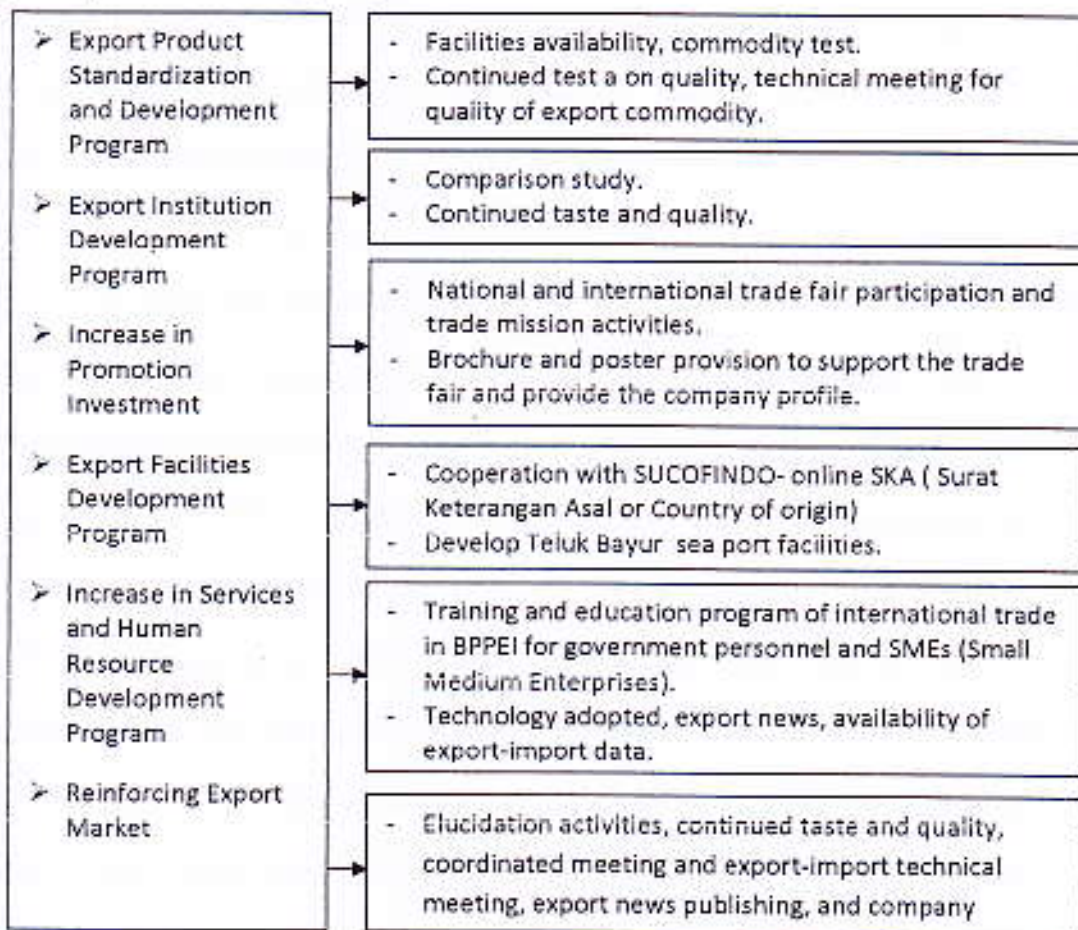 ➢ Export Product
Standardization
and Development
Program
➢ Export Institution
Development
Program
➢ Increase in
Promotion
Investment
➢ Export Facilities
Development
Program
➢ Increase in Services
and Human
Resource
Development
Program
➢ Reinforcing Export
Market
- Facilities availability, commodity test.
- Continued test a on quality, technical meeting for
quality of export commodity.
- Comparison study.
- Continued taste and quality.
- National and international trade fair participation and
trade mission activities.
- Brochure and poster provision to support the trade
fair and provide the company profile.
- Cooperation with SUCOFINDO- online SKA ( Surat
Keterangan Asal or Country of origin)
- Develop Teluk Bayur sea port facilities.
- Training and education program of international trade
in BPPEI for government personnel and SMEs (Small
Medium Enterprises).
- Technology adopted, export news, availability of
export-import data.
- Elucidation activities, continued taste and quality,
coordinated meeting and export-import technical
meeting, export news publishing, and company